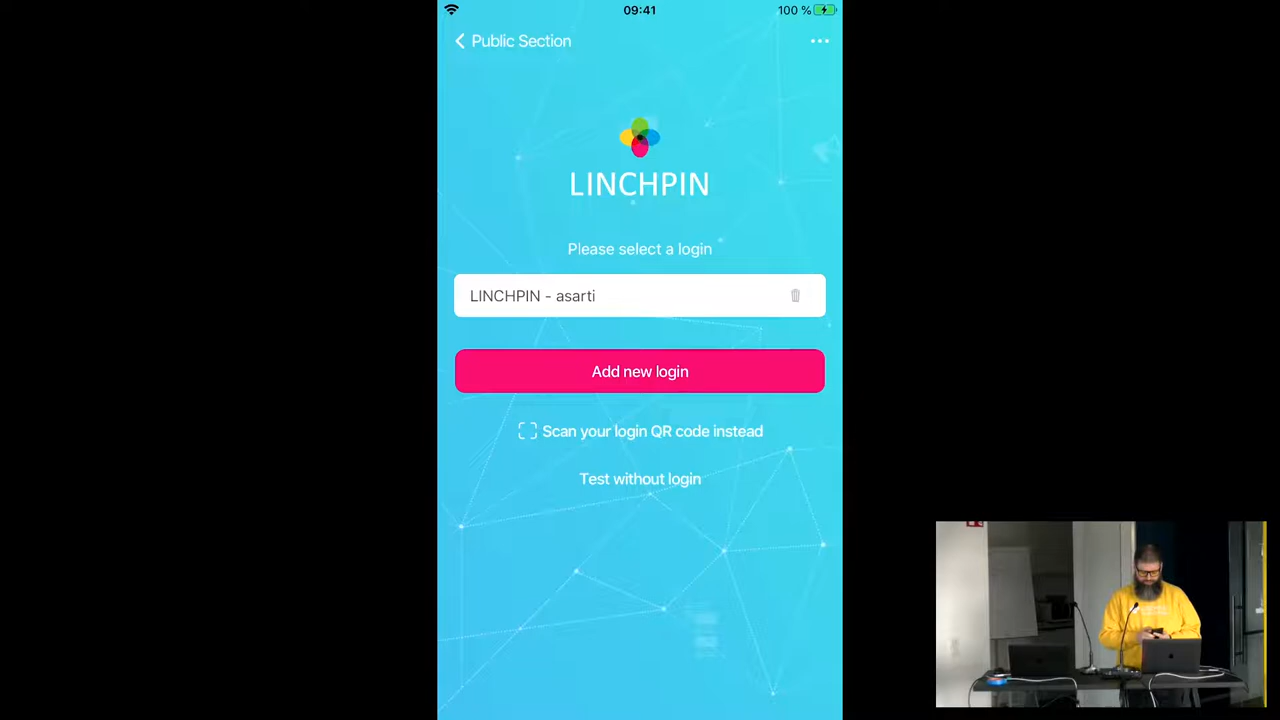 09:41
100 %
Public Section
LINCHPIN
Please select a login
LINCHPIN - asarti
Add new login
Scan your login QR code instead
Test without login